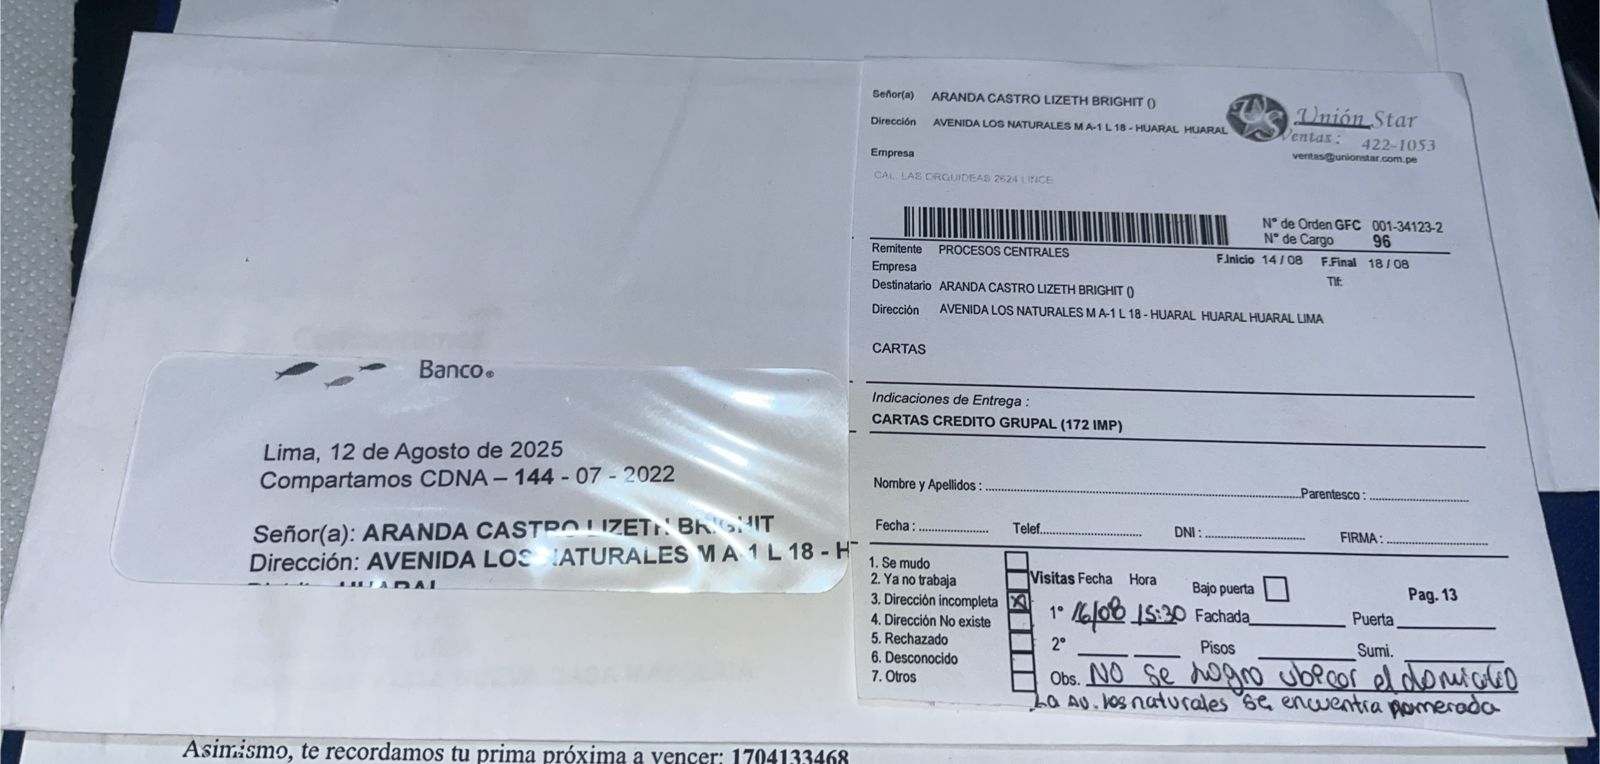 Señor(a) ARANDA CASTRO LIZETH BRIGHIT ()
Dirección AVENIDA LOS NATURALES M A-1 L 18 - HUARAL HUARAL
Empresa
CAL. LAS ORQUIDEAS 2624 LINCE
Unión Star
Ventas: 422-1053
ventas@unionstar.com.pe
N° de Orden GFC 001-34123-2
N° de Cargo 96
Remitente PROCESOS CENTRALES
F.Inicio 14 / 08 F.Final 18 / 08
Empresa
Tlf:
Destinatario ARANDA CASTRO LIZETH BRIGHIT ()
Dirección AVENIDA LOS NATURALES M A-1 L 18 - HUARAL HUARAL HUARAL LIMA
CARTAS
Indicaciones de Entrega :
CARTAS CREDITO GRUPAL (172 IMP)
Nombre y Apellidos : Parentesco :
Fecha : Telef. DNI : FIRMA :
1. Se mudo
2. Ya no trabaja
3. Dirección incompleta X
4. Dirección No existe
5. Rechazado
6. Desconocido
7. Otros
Visitas Fecha Hora Bajo puerta Pag. 13
1° 16/08 15:30 Fachada Puerta
2° Pisos Sumi.
Obs. No se logro ubicar el domicilio
La Av. los naturales se encuentra
Banco
Lima, 12 de Agosto de 2025
Compartamos CDNA – 144 - 07 - 2022
Señor(a): ARANDA CASTRO LIZETH BRIGHIT
Dirección: AVENIDA LOS NATURALES M A-1 L 18 - H
HUARAL
Asimismo, te recordamos tu prima próxima a vencer: 1704133468